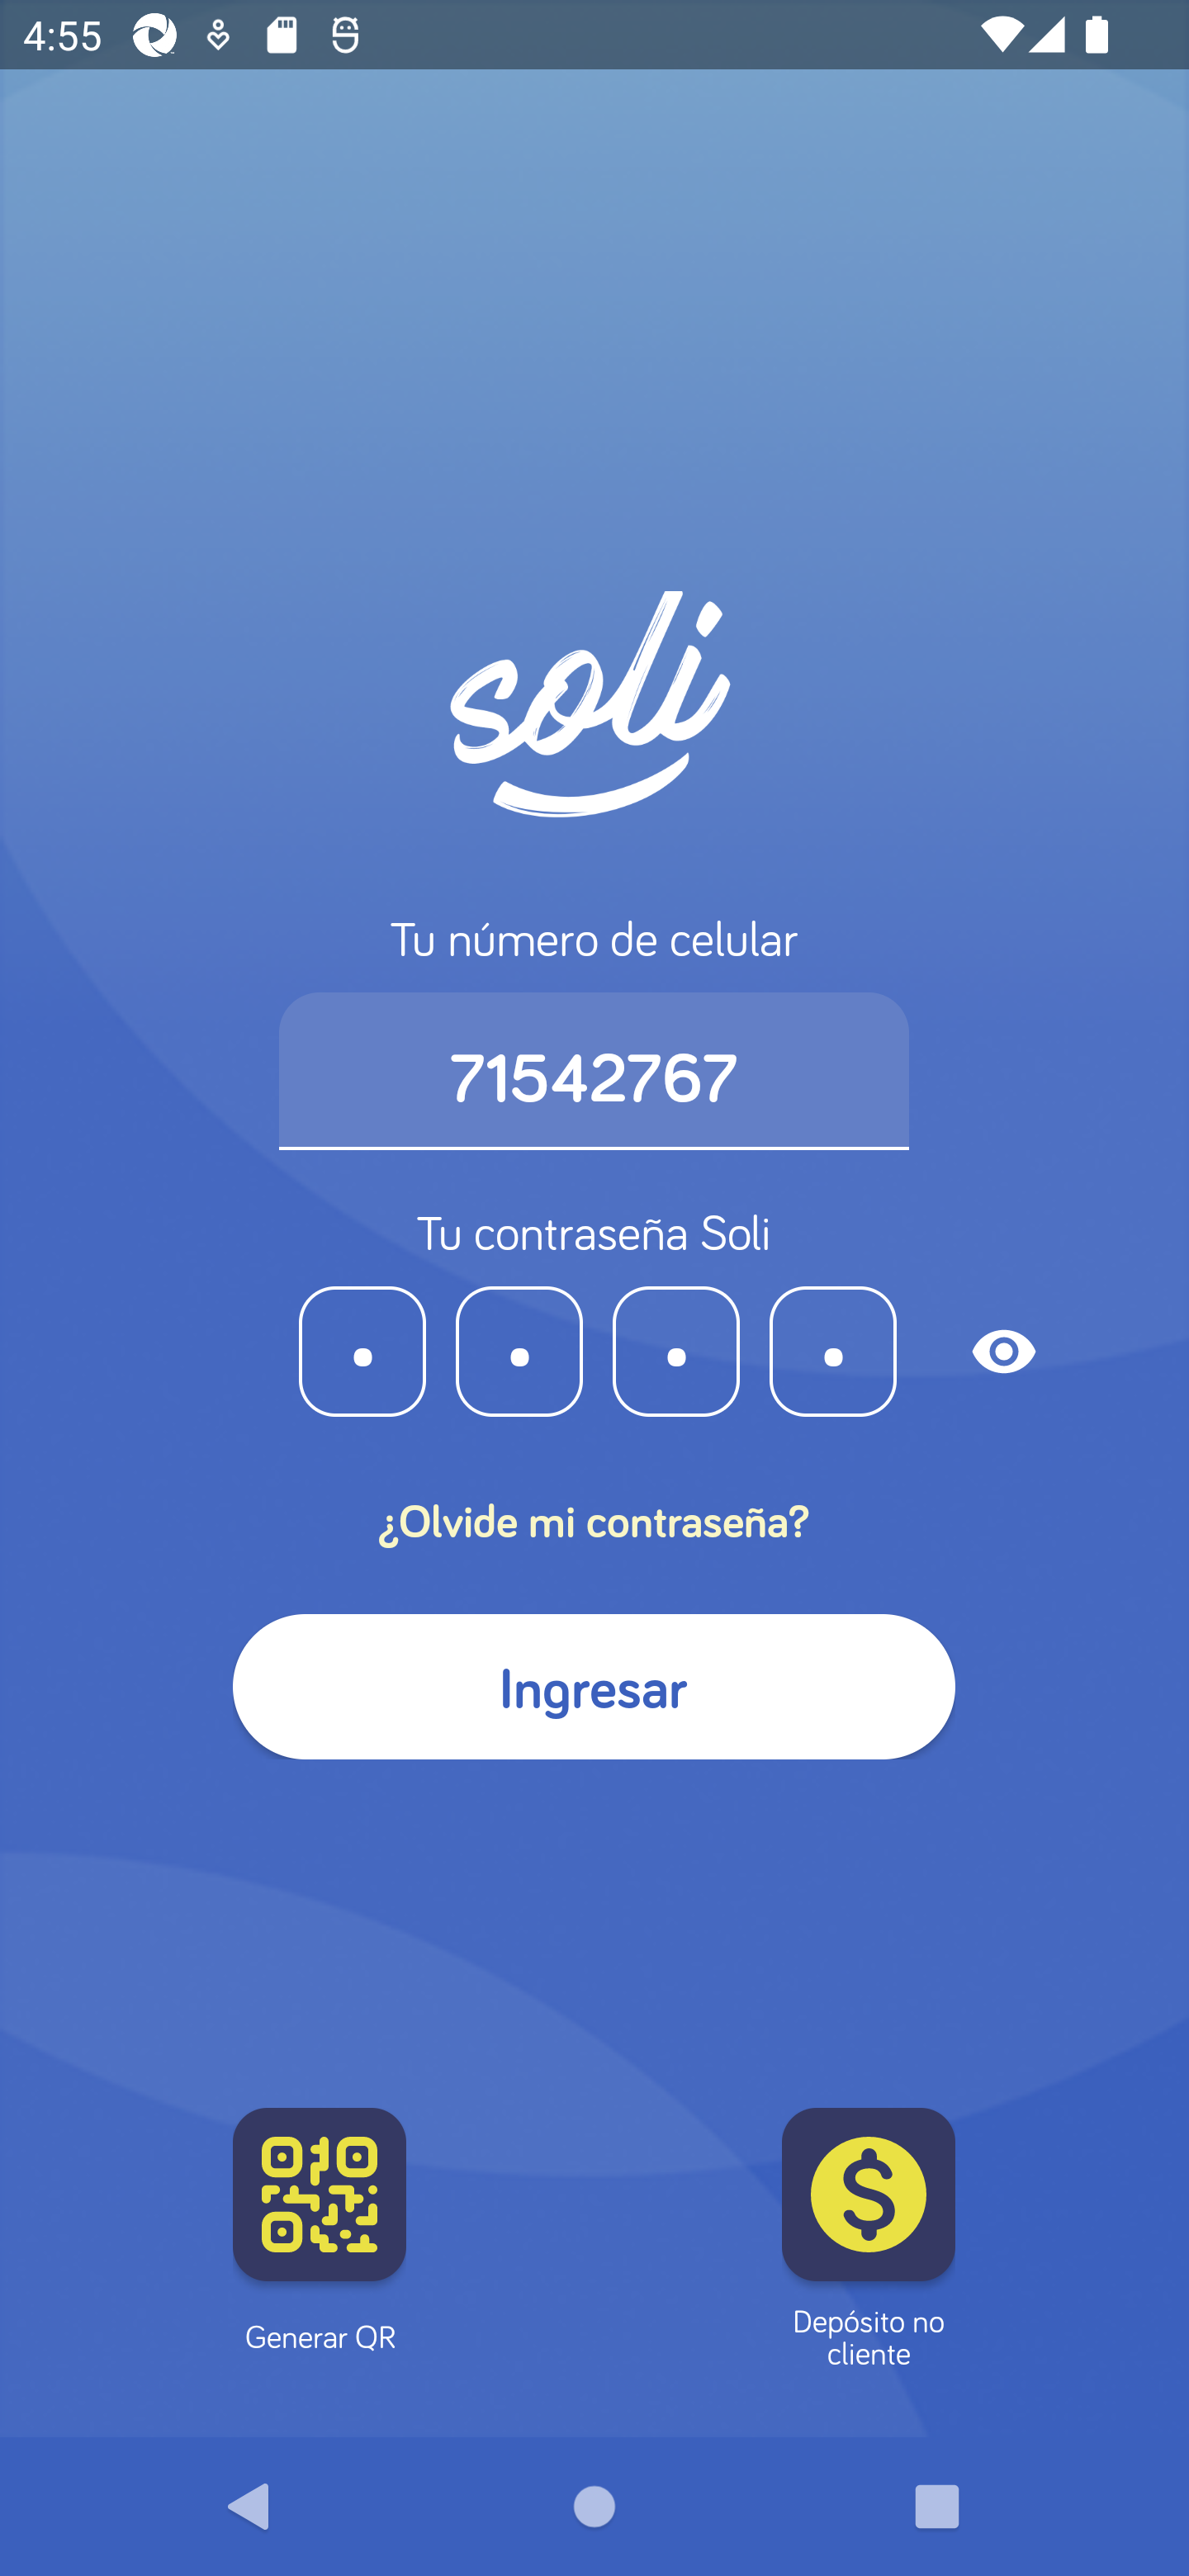 4:55
soli
Tu número de celular
71542767
Tu contraseña Soli
¿Olvide mi contraseña?
Ingresar
Generar QR
Depósito no
cliente